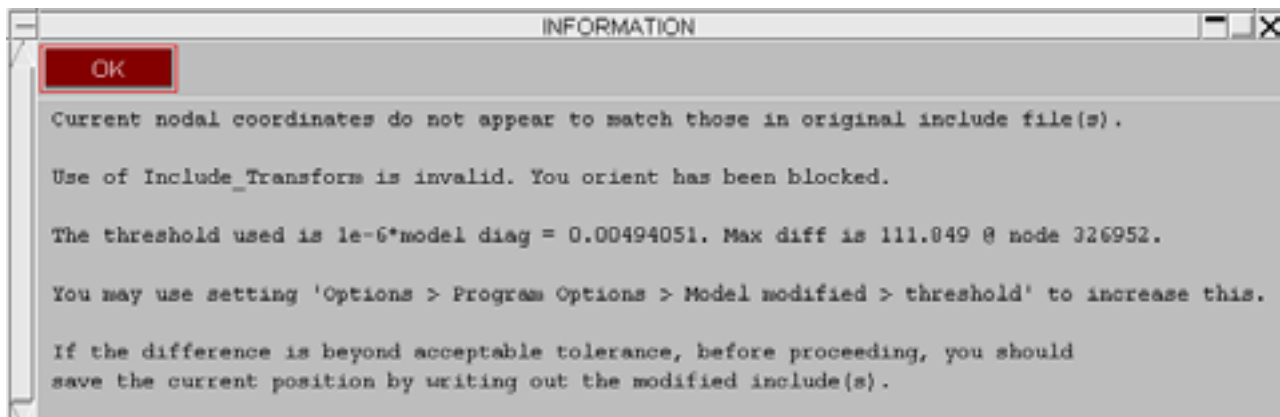 INFORMATION
OK
Current nodal coordinates do not appear to match those in original include file(s).
Use of Include_Transform is invalid. You orient has been blocked.
The threshold used is 1e-6*model diag = 0.00494051. Max diff is 111.849 @ node 326952.
You may use setting 'Options > Program Options > Model modified > threshold' to increase this.
If the difference is beyond acceptable tolerance, before proceeding, you should
save the current position by writing out the modified include(s).